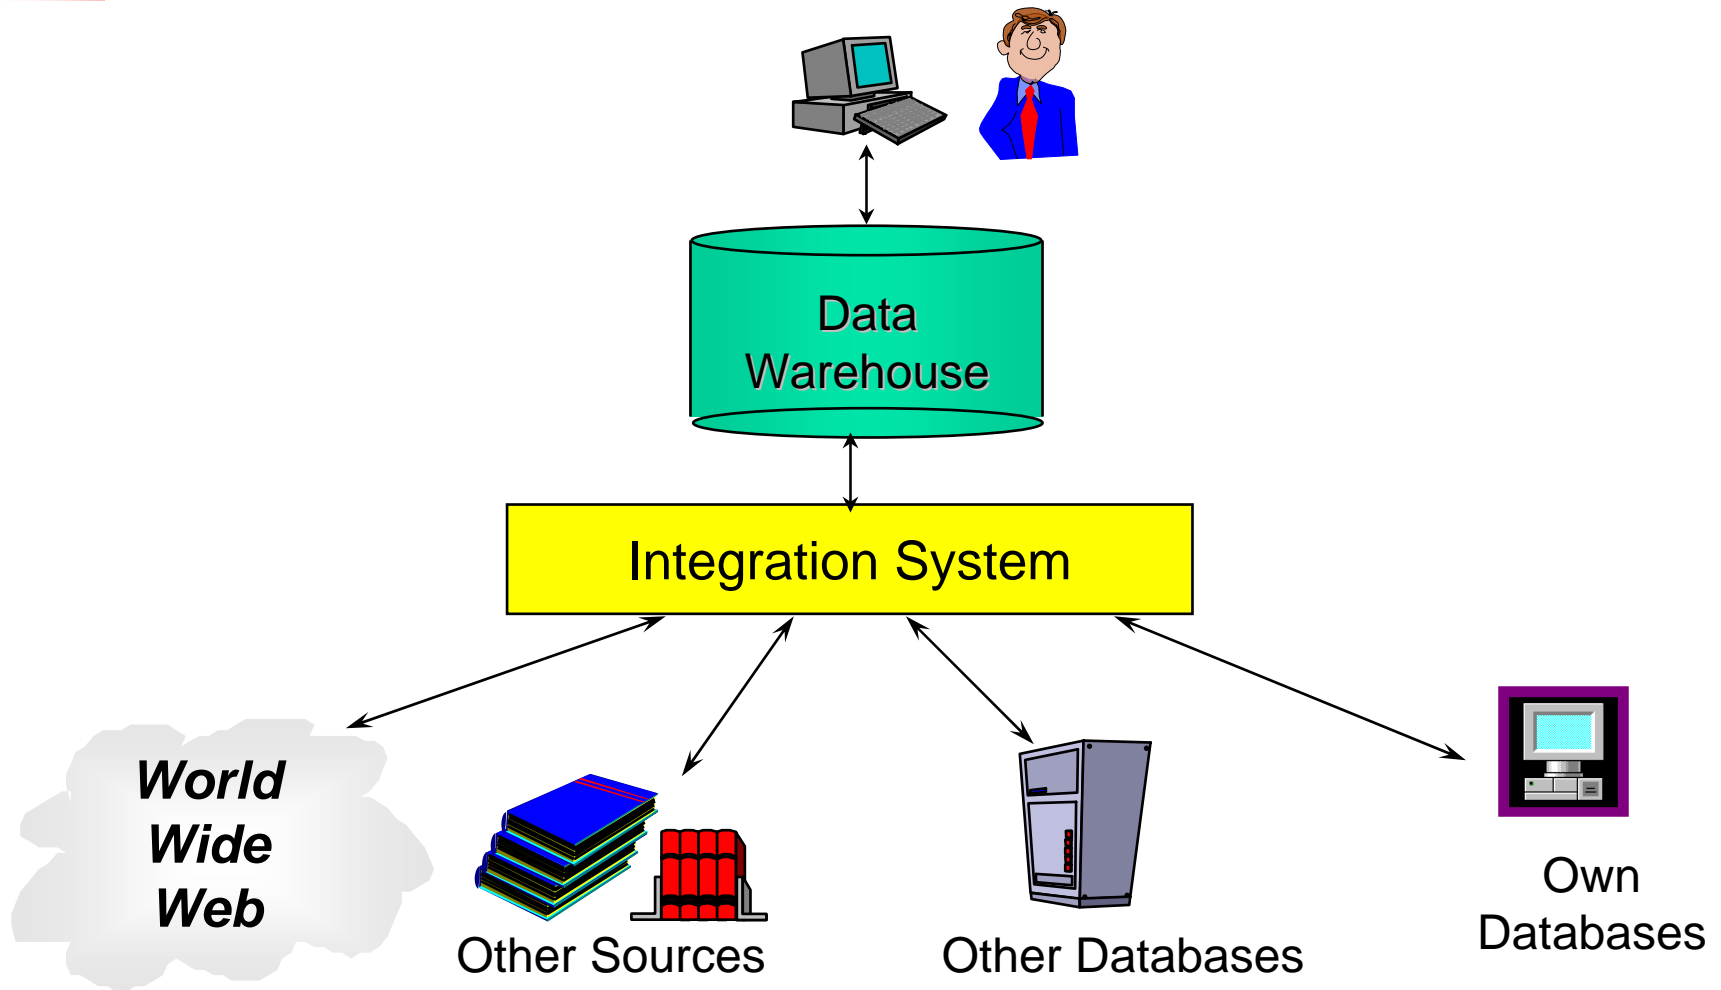 Data
Warehouse
Integration System
World
Wide
Web
Other Sources
Other Databases
Own
Databases